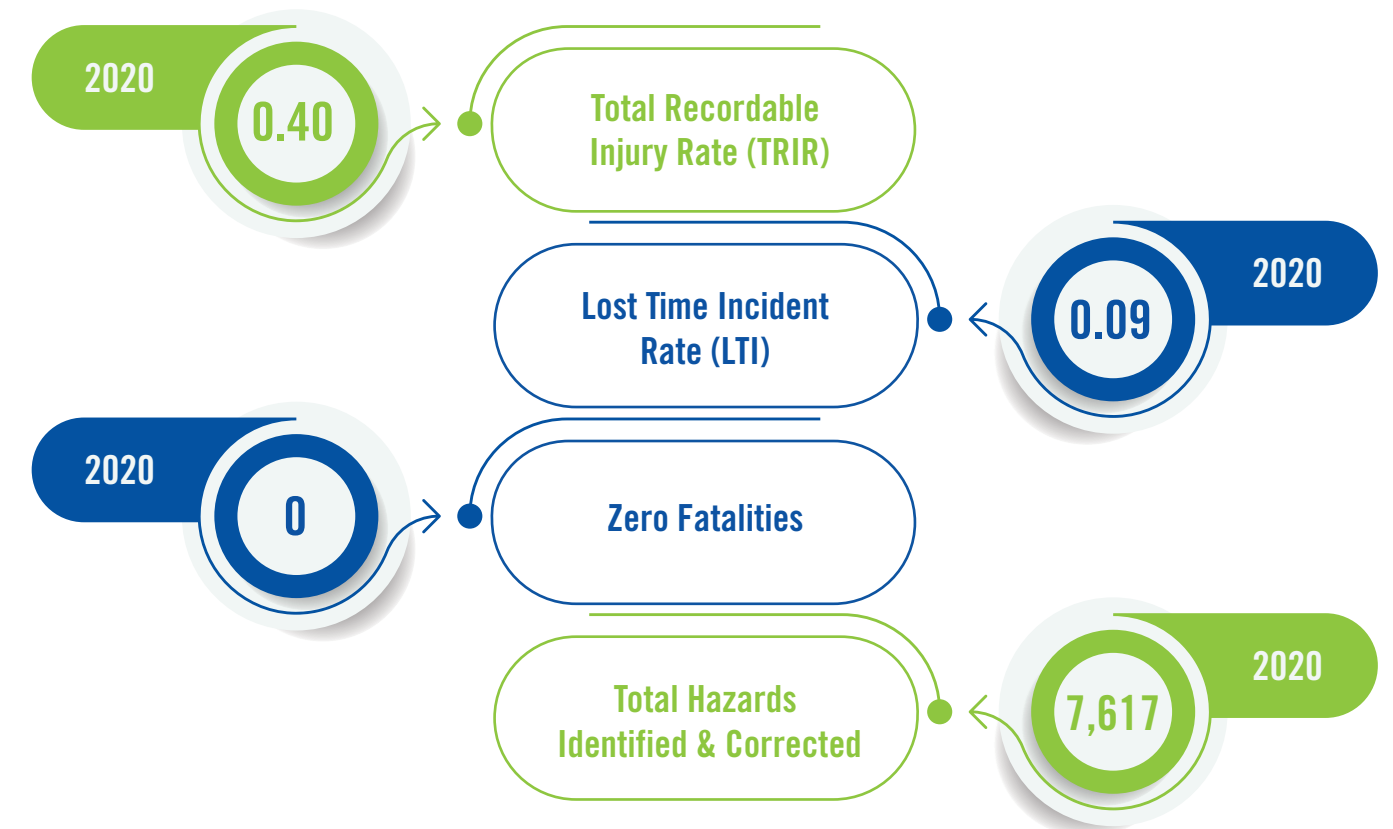 2020
0.40
Total Recordable
Injury Rate (TRIR)
Lost Time Incident
Rate (LTI)
0.09
2020
2020
0
Zero Fatalities
Total Hazards
Identified & Corrected
7,617
2020